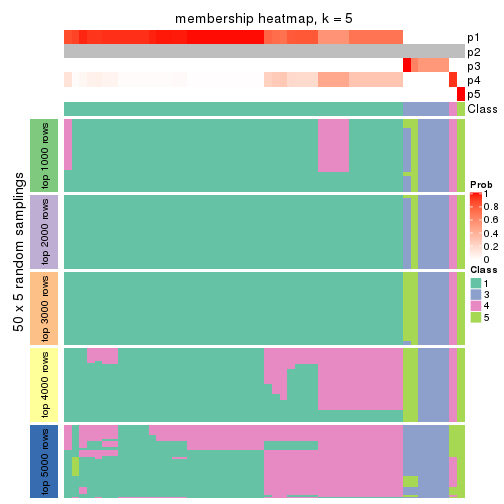 membership heatmap, k = 5
p1
p2
p3
p4
p5
Class
50 x 5 random samplings
top 1000 rows
top 2000 rows
top 3000 rows
top 4000 rows
top 5000 rows
Prob
1
0.8
0.6
0.4
0.2
0
Class
1
3
4
5